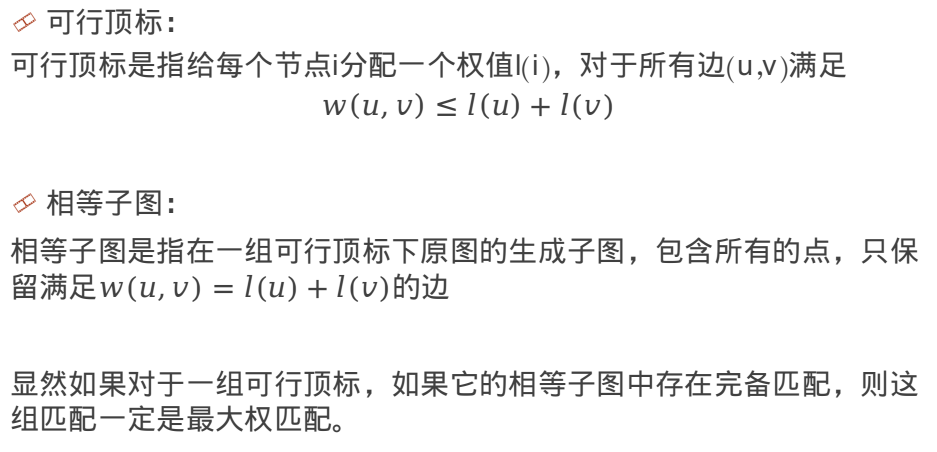 可行顶标：
可行顶标是指给每个节点i分配一个权值l(i)，对于所有边(u,v)满足
w(u, v) ≤ l(u) + l(v)
相等子图：
相等子图是指在一组可行顶标下原图的生成子图，包含所有的点，只保
留满足w(u, v) = l(u) + l(v)的边
显然如果对于一组可行顶标，如果它的相等子图中存在完备匹配，则这
组匹配一定是最大权匹配。